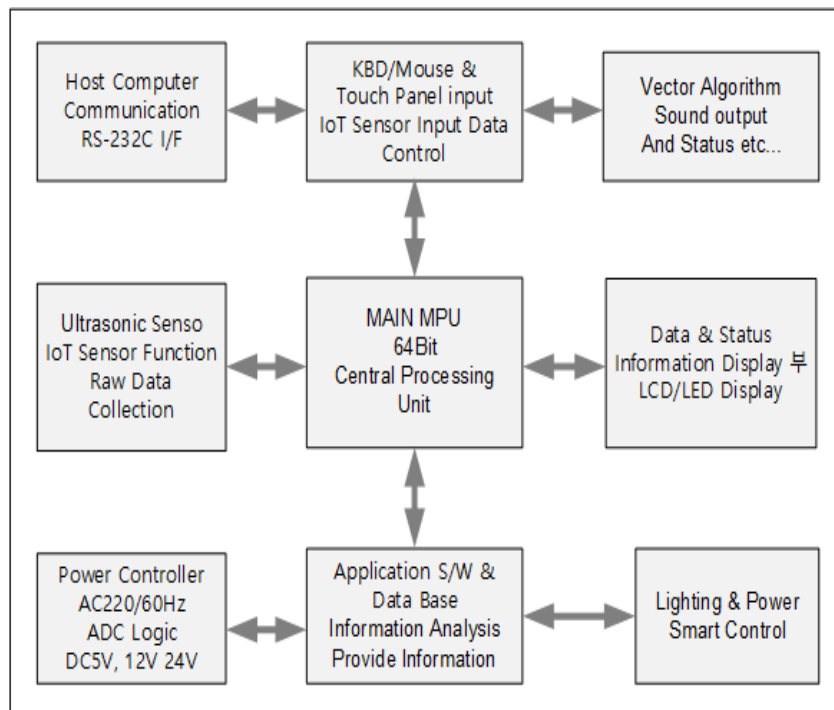 Host Computer
Communication
RS-232C I/F
KBD/Mouse &
Touch Panel input
IoT Sensor Input Data
Control
Vector Algorithm
Sound output
And Status etc...
Ultrasonic Senso
IoT Sensor Function
Raw Data
Collection
MAIN MPU
64Bit
Central Processing
Unit
Data & Status
Information Display 부
LCD/LED Display
Power Controller
AC220/60Hz
ADC Logic
DC5V, 12V 24V
Application S/W &
Data Base
Information Analysis
Provide Information
Lighting & Power
Smart Control